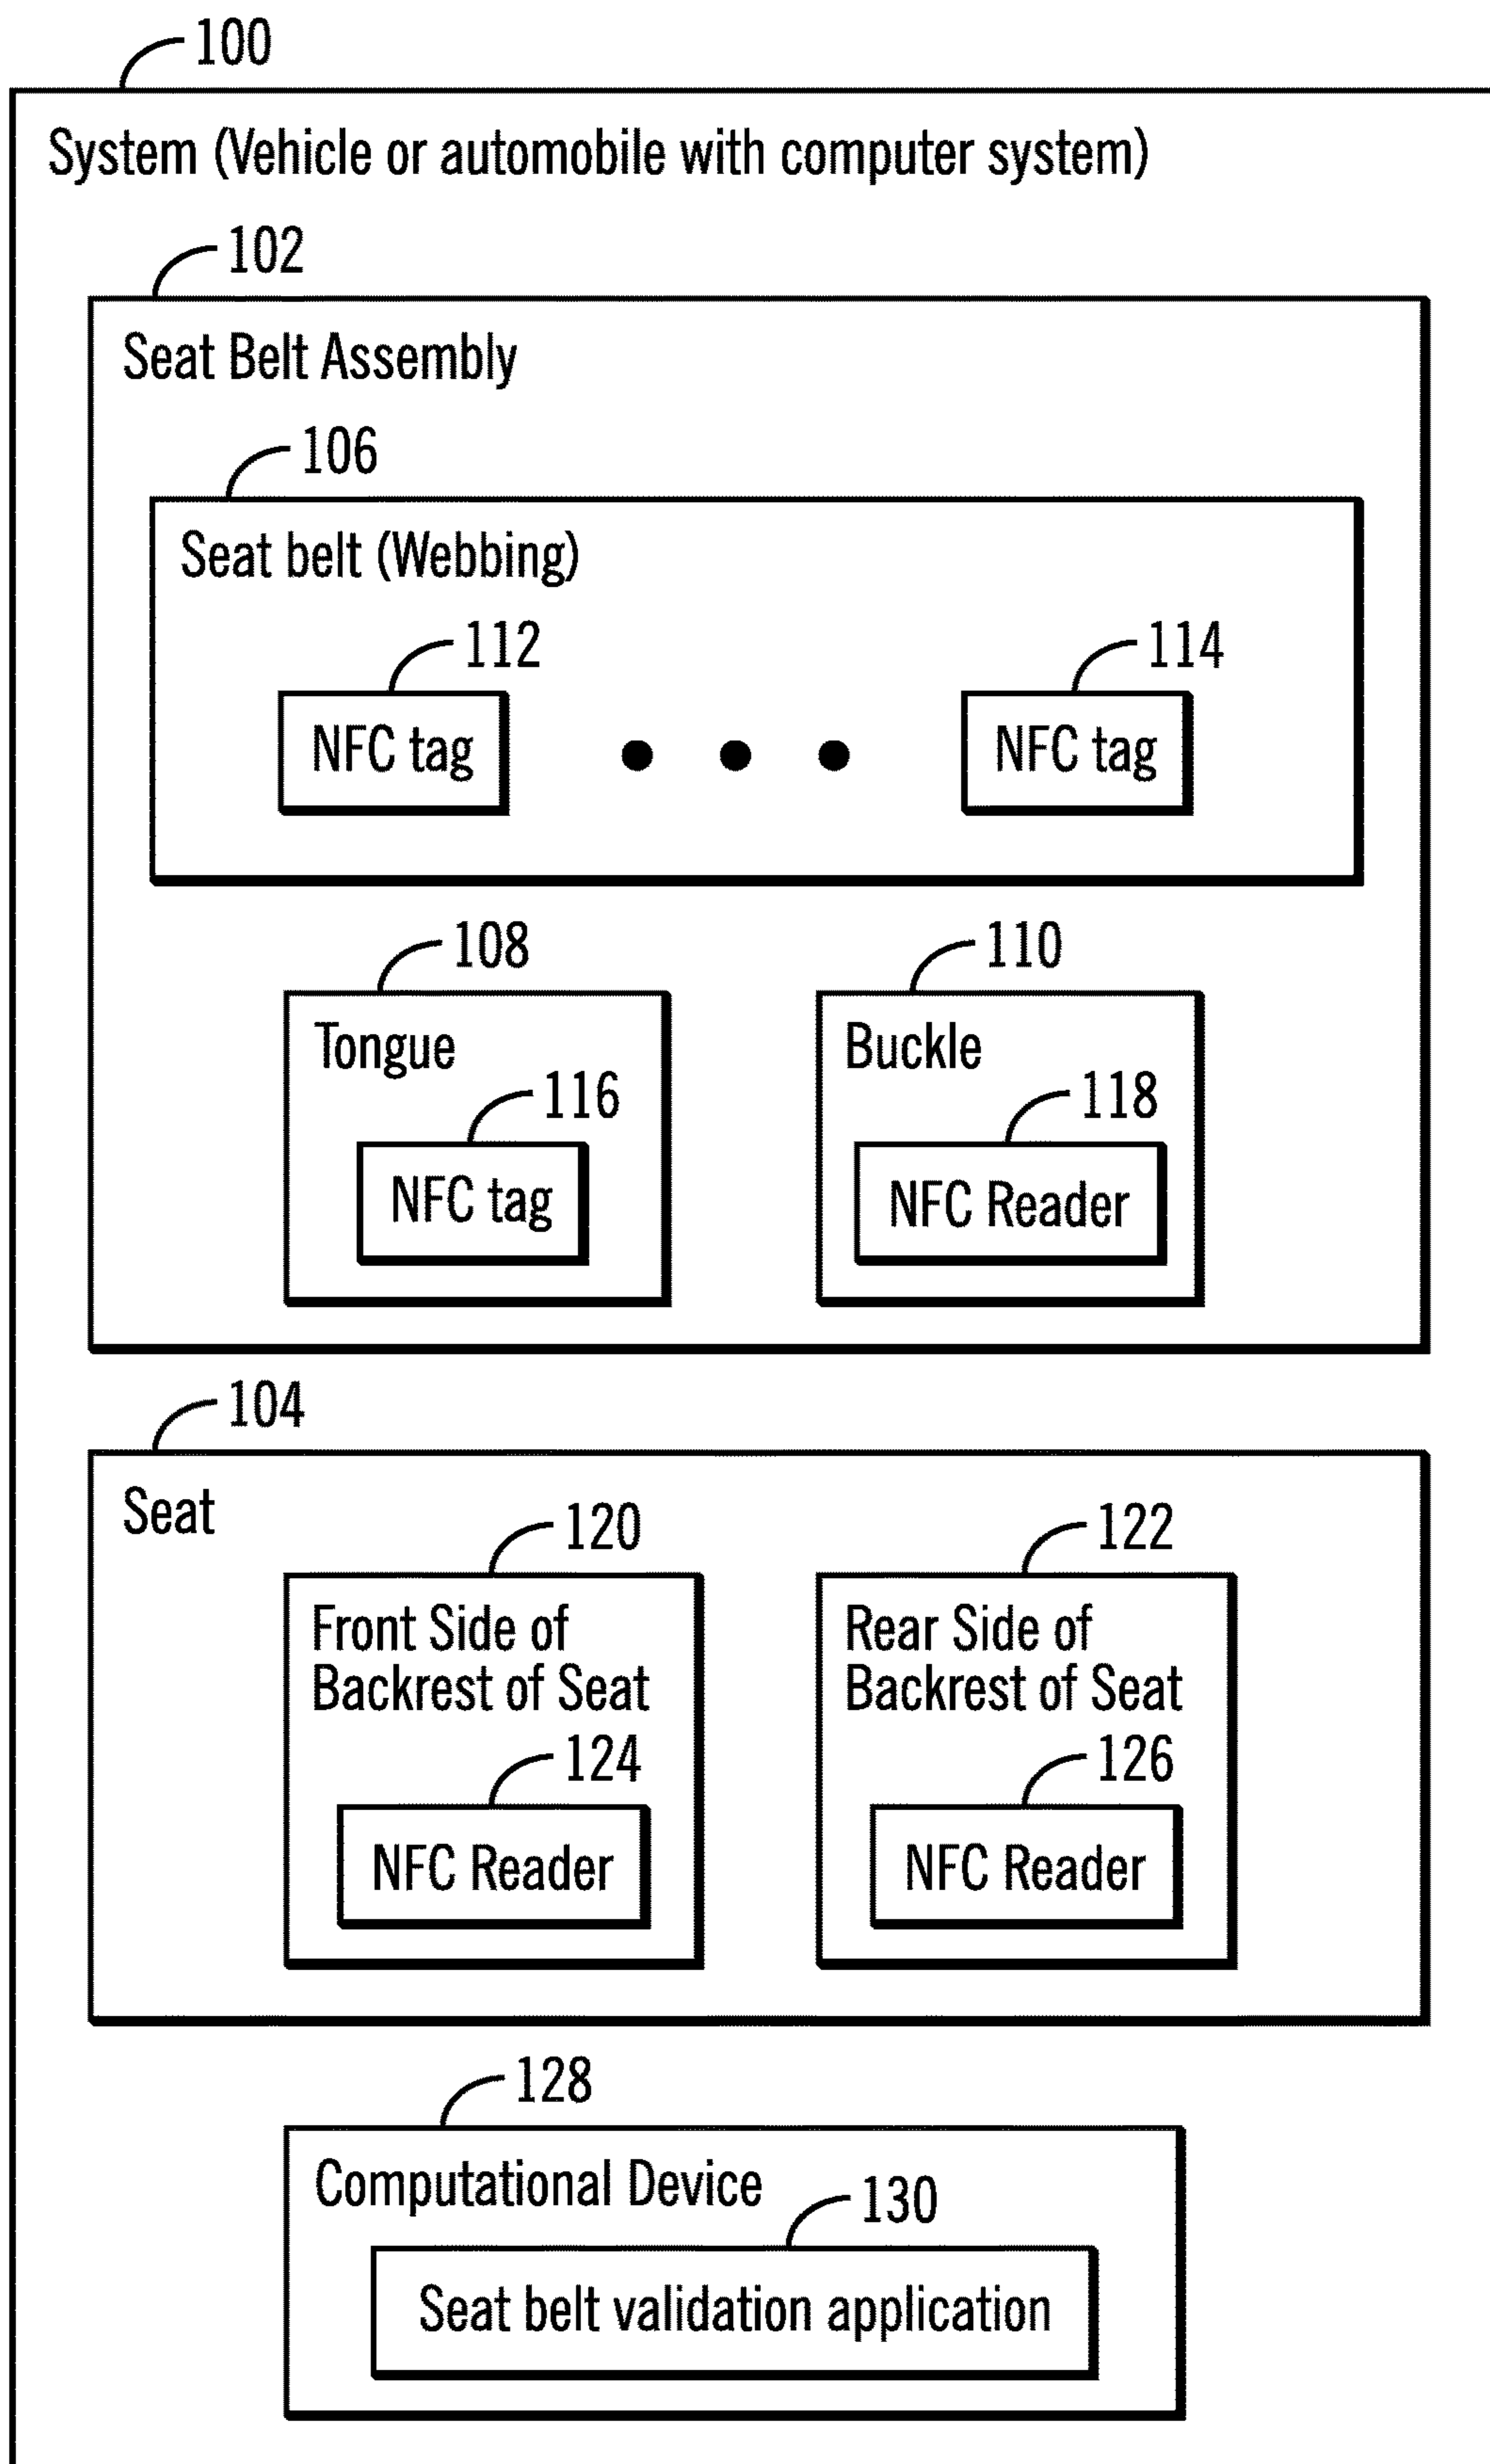 100
System (Vehicle or automobile with computer system)
102
Seat Belt Assembly
106
Seat belt (Webbing)
112
114
NFC tag
NFC tag
108
110
Tongue
Buckle
116
118
NFC tag
NFC Reader
104
Seat
120
122
Front Side of
Backrest of Seat
Rear Side of
Backrest of Seat
124
126
NFC Reader
NFC Reader
128
Computational Device
130
Seat belt validation application